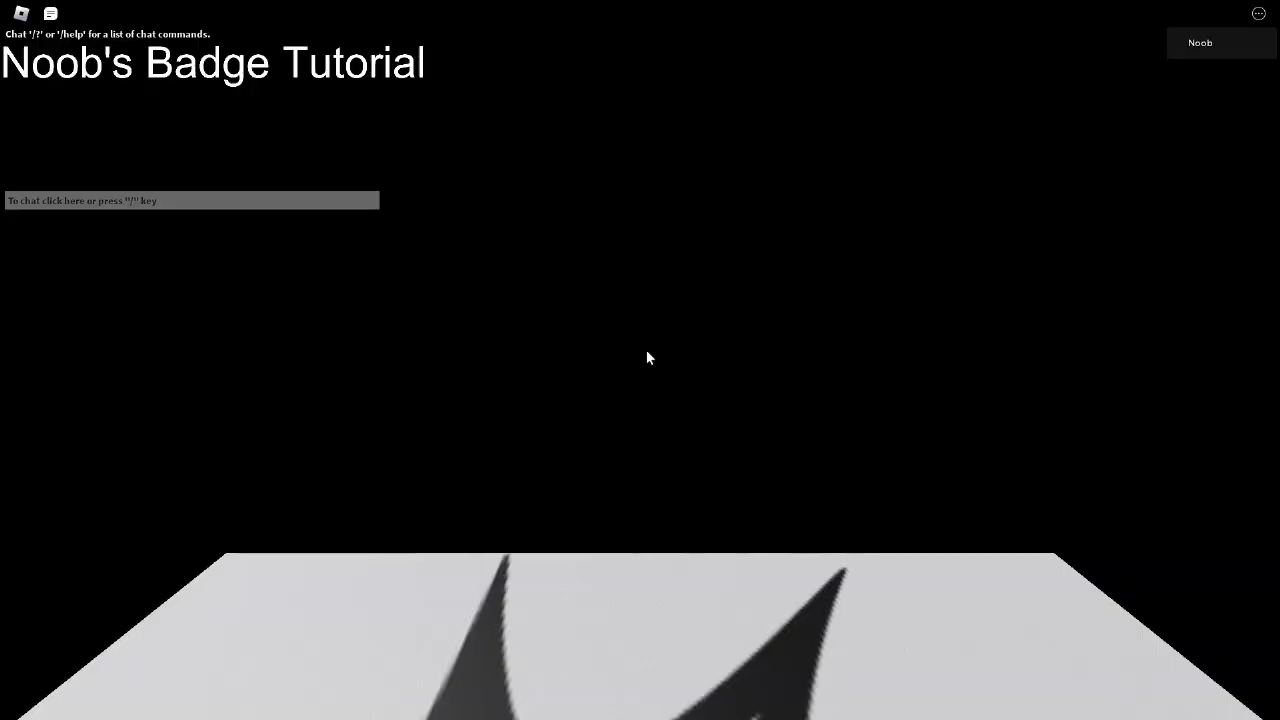 Chat '/?' or '/help' for a list of chat commands.
Noob
Noob's Badge Tutorial
To chat click here or press "/" key